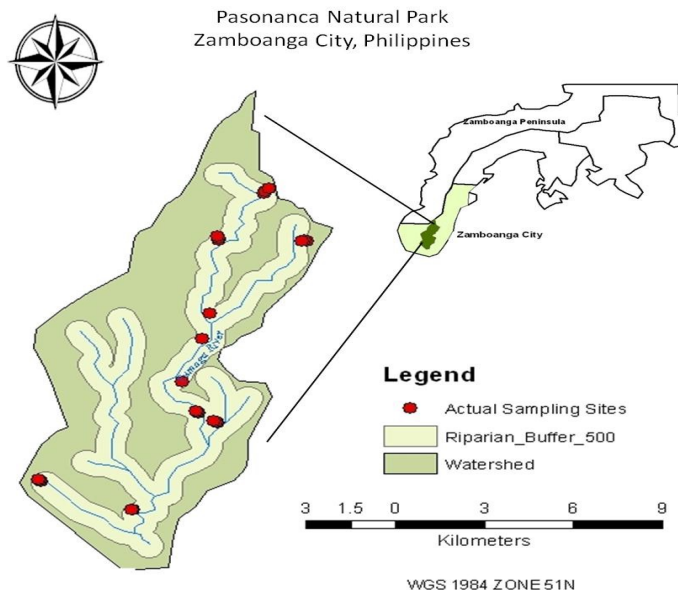 Pasonanca Natural Park
Zamboanga City, Philippines
Zamboanga Peninsula
Zamboanga City
River
Legend
Actual Sampling Sites
Riparian_Buffer_500
Watershed
3 1.5 0 3 6 9
Kilometers
WGS 1984 ZONE 51N